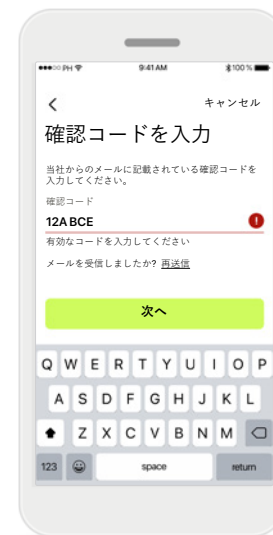 PH 9:41 AM 100%
キャンセル
確認コードを入力
当社からのメールに記載されている確認コードを
入力してください。
確認コード
12A BCE
有効なコードを入力してください
メールを受信しましたか? 再送信
次へ
Q W E R T Y U I O P
A S D F G H J K L
Z X C V B N M
123 space return